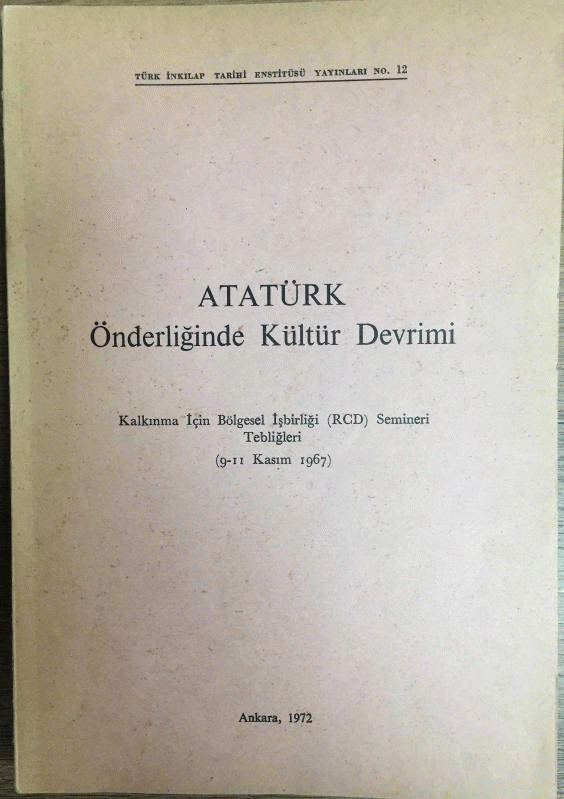 TÜRK İNKILAP TARİHİ ENSTİTÜSÜ YAYINLARI NO. 12
ATATÜRK
Önderliğinde Kültür Devrimi
Kalkınma İçin Bölgesel İşbirliği (RCD) Semineri
Tebliğleri
(9-11 Kasım 1967)
Ankara, 1972